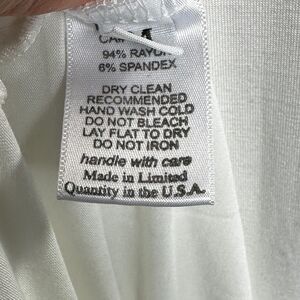 94% RAYON
6% SPANDEX
DRY CLEAN
RECOMMENDED
HAND WASH COLD
DO NOT BLEACH
LAY FLAT TO DRY
DO NOT IRON
handle with care
Made in Limited
Quantity in the U.S.A.